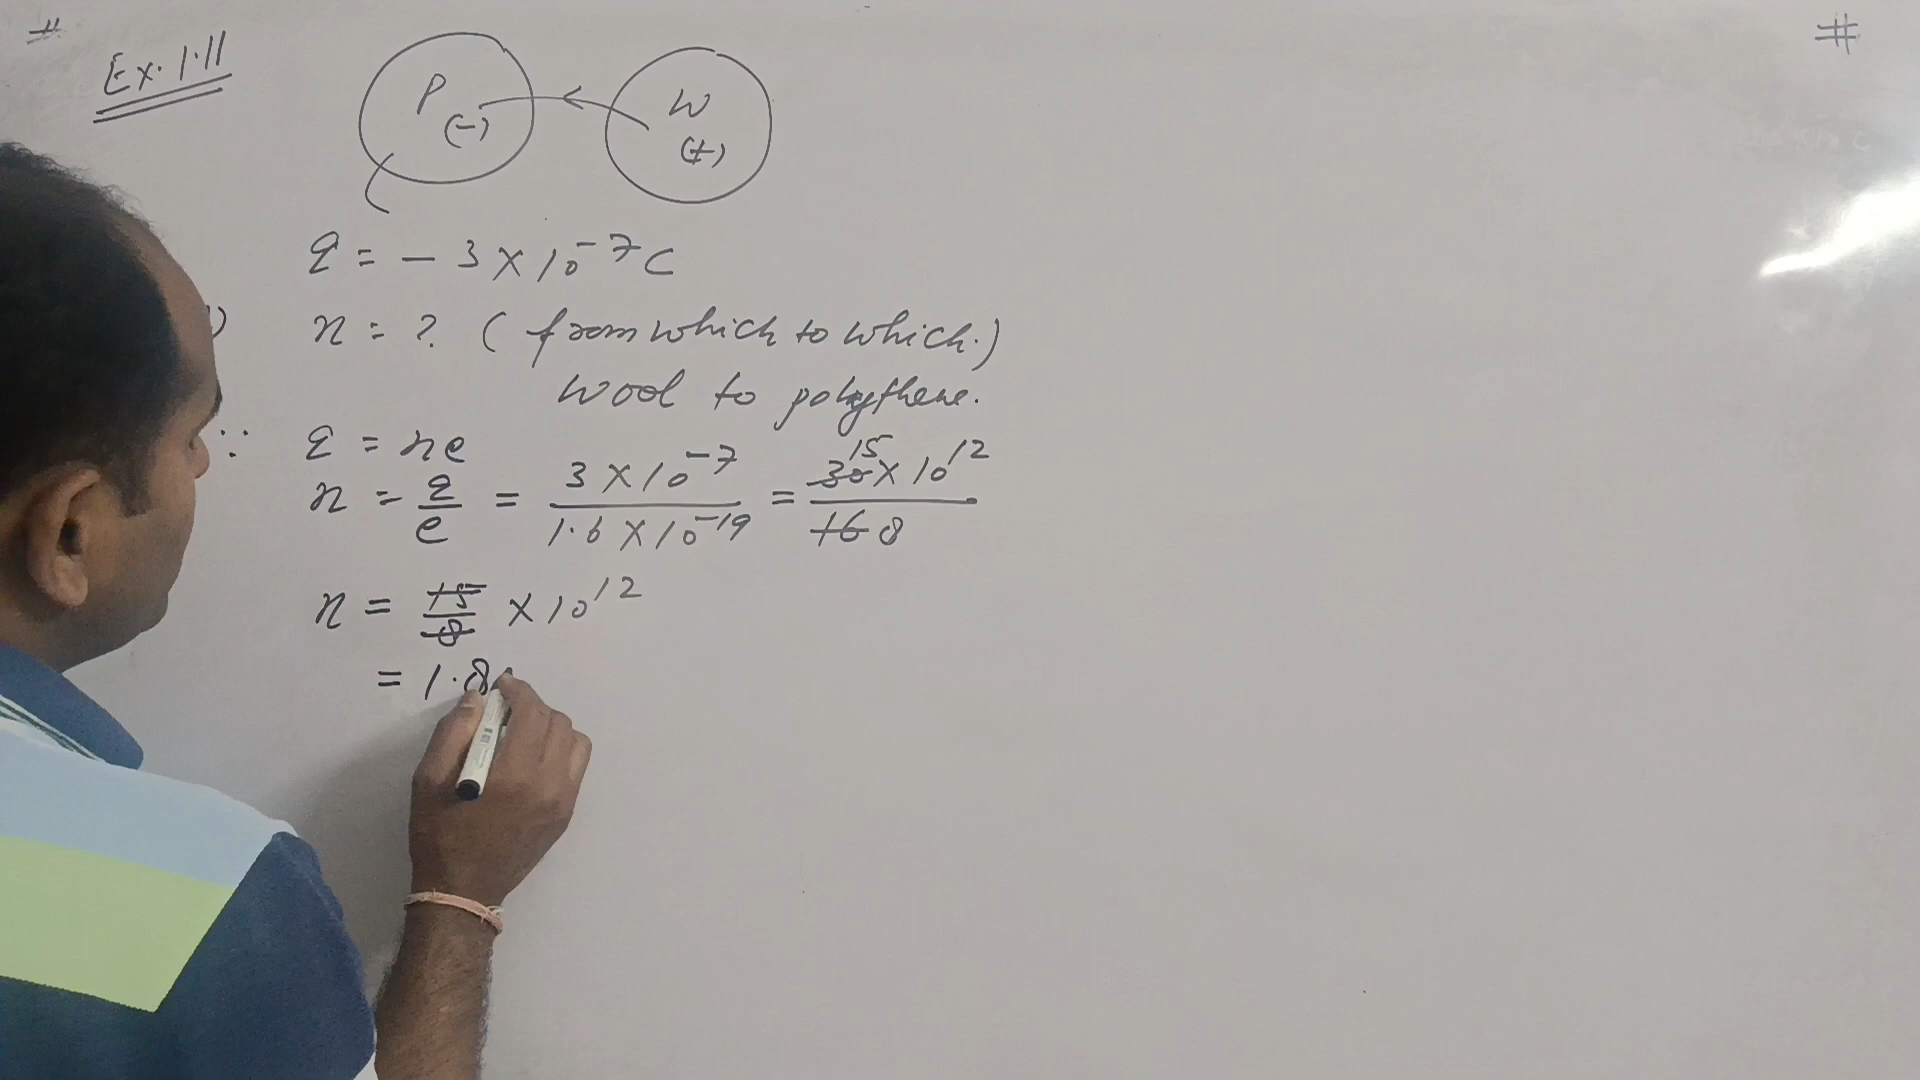 #
#
Ex. 1.11
P
(-)
W
(+)
q = - 3 × 10⁻⁷ C
) n = ? (from which to which.)
wool to polythene.
∵ q = ne
n = q/e = 3 × 10⁻⁷ / 1.6 × 10⁻¹⁹ = 30 15 × 10¹² / 16 8
n = 15/8 × 10¹²
= 1.8